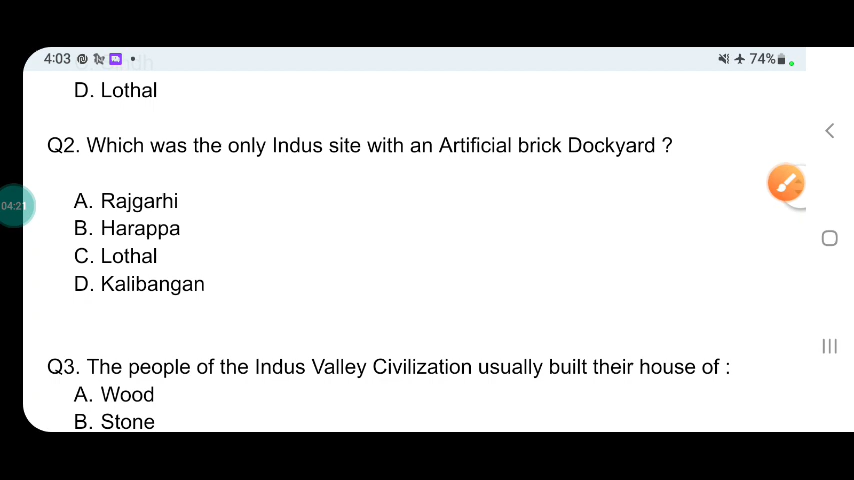 4:03
74%
D. Lothal
Q2. Which was the only Indus site with an Artificial brick Dockyard ?
04:21
A. Rajgarhi
B. Harappa
C. Lothal
D. Kalibangan
Q3. The people of the Indus Valley Civilization usually built their house of :
A. Wood
B. Stone